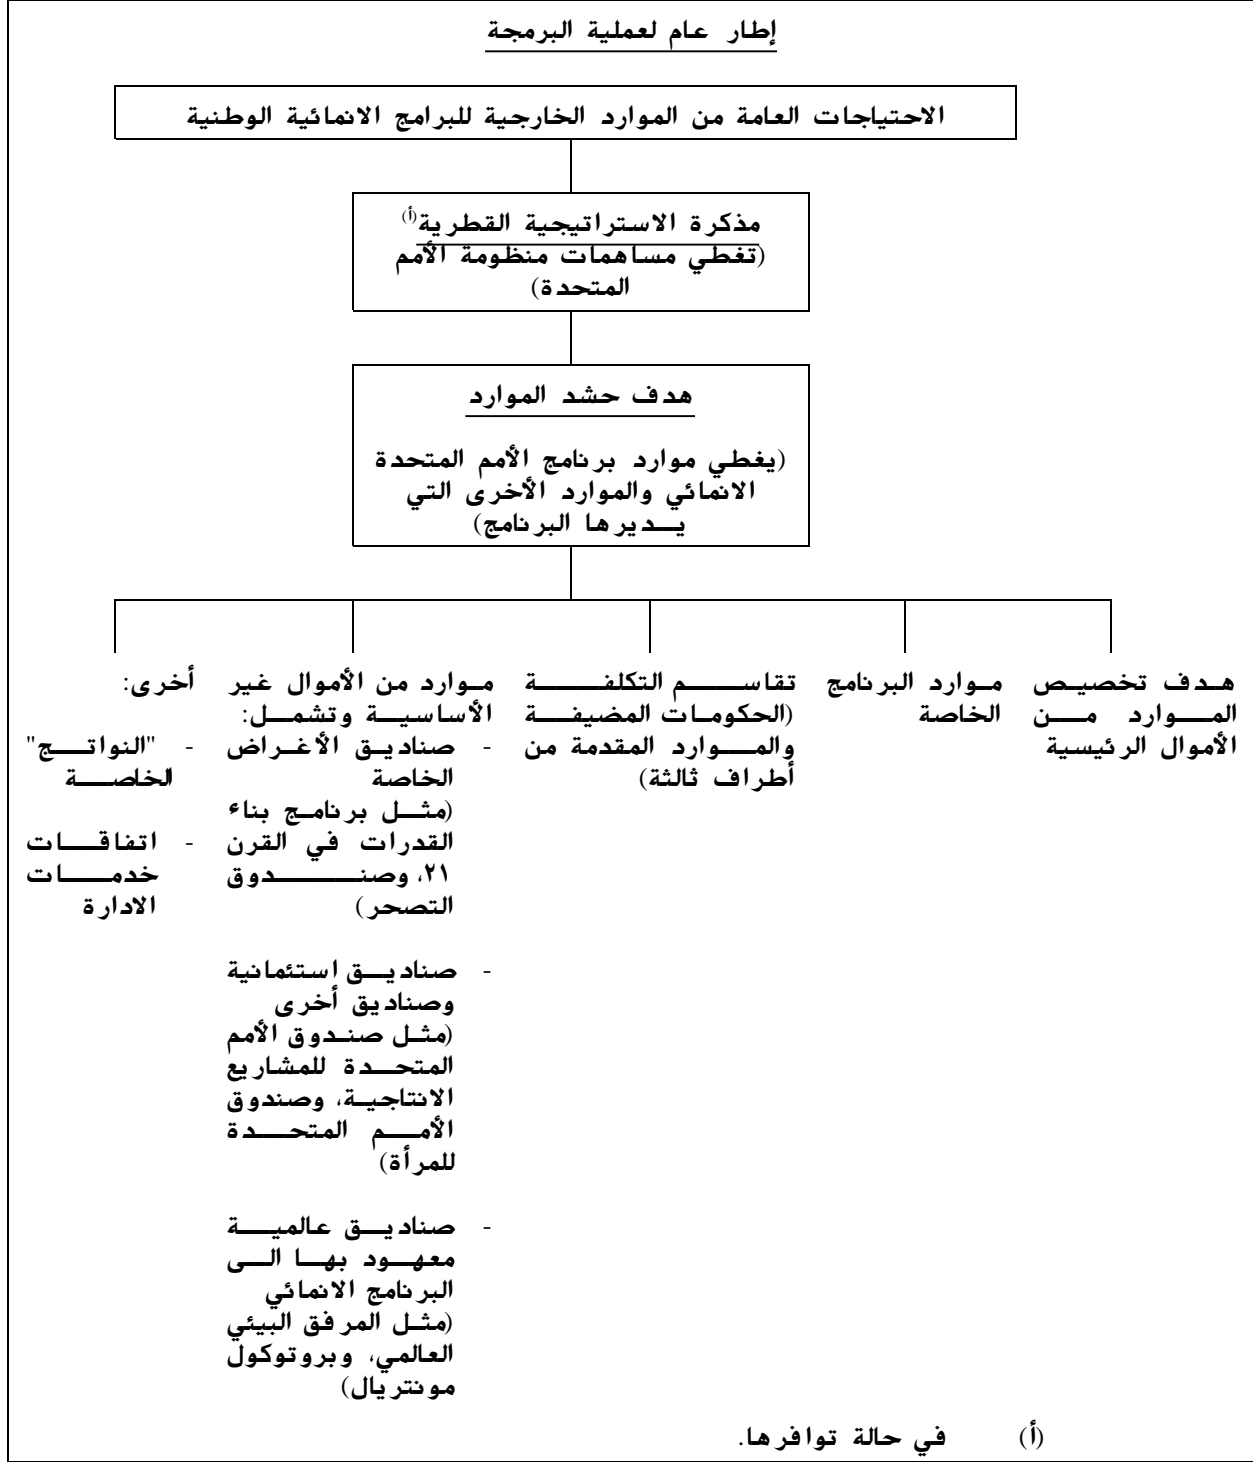 إطار عام لعملية البرمجة
الاحتياجات العامة من الموارد الخارجية للبرامج الانمائية الوطنية
مذكرة الاستراتيجية القطرية(أ)
(تغطي مساهمات منظومة الأمم
المتحدة)
هدف حشد الموارد
(يغطي موارد برنامج الأمم المتحدة
الانمائي والموارد الأخرى التي
يديرها البرنامج)
هدف تخصيص
الموارد من
الأموال الرئيسية
موارد البرنامج
الخاصة
تقاسم التكلفة
(الحكومات المضيفة
والموارد المقدمة من
أطراف ثالثة)
موارد من الأموال غير
الأساسية وتشمل:
- صناديق الأغراض
الخاصة
(مثل برنامج بناء
القدرات في القرن
٢١، وصندوق
التصحر)
- صناديق استئمانية
وصناديق أخرى
(مثل صندوق الأمم
المتحدة للمشاريع
الانتاجية، وصندوق
الأمم المتحدة
للمرأة)
- صناديق عالمية
معهود بها الى
البرنامج الانمائي
(مثل المرفق البيئي
العالمي، وبروتوكول
مونتريال)
أخرى:
- "النواتج"
الخاصة
- اتفاقات
خدمات
الادارة
(أ) في حالة توافرها.